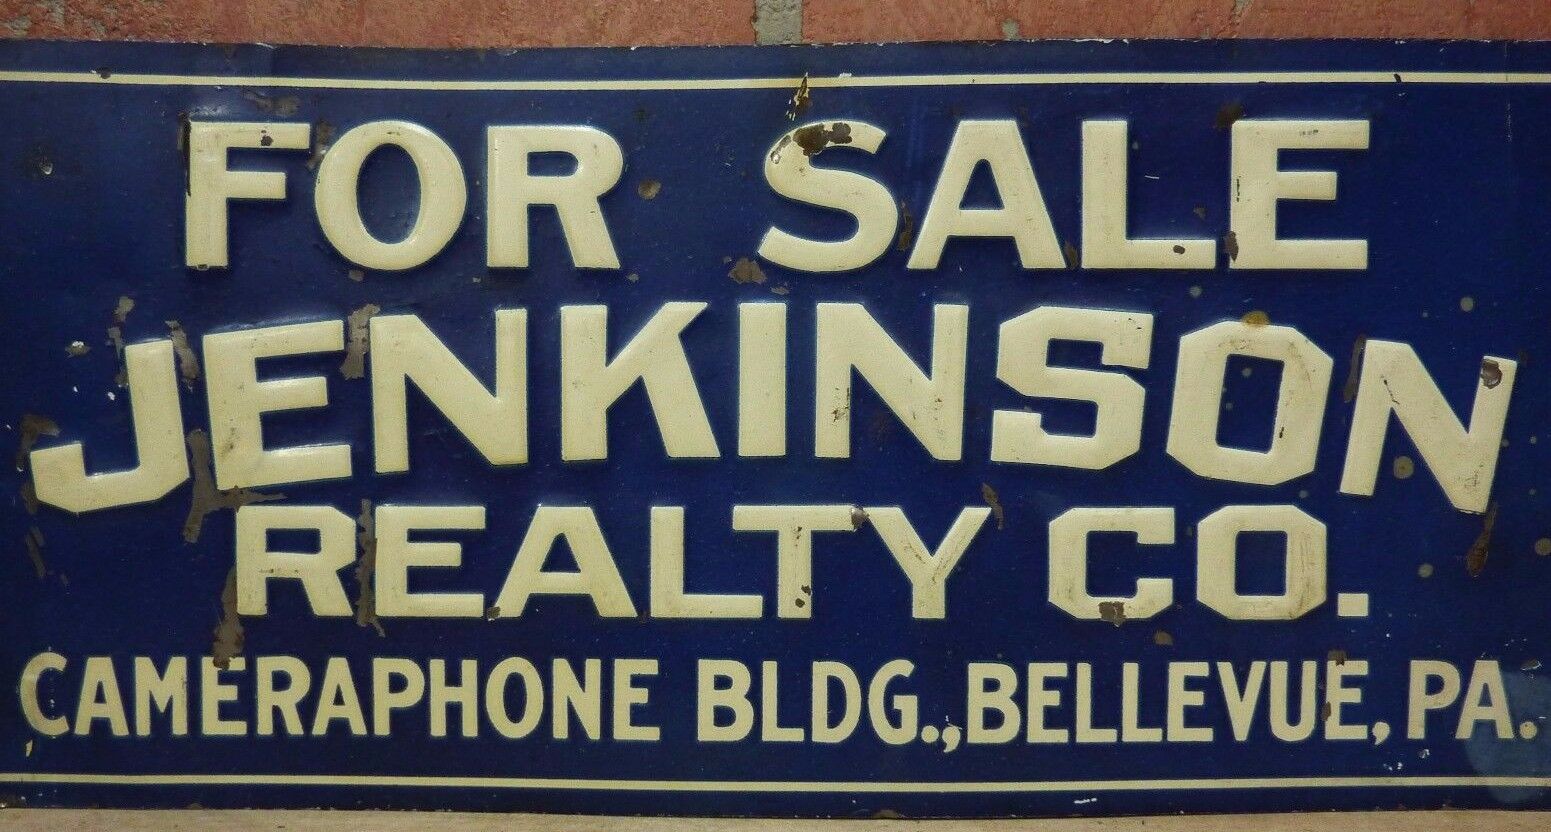 FOR SALE
JENKINSON
REALTY CO.
CAMERAPHONE BLDG., BELLEVUE, PA.